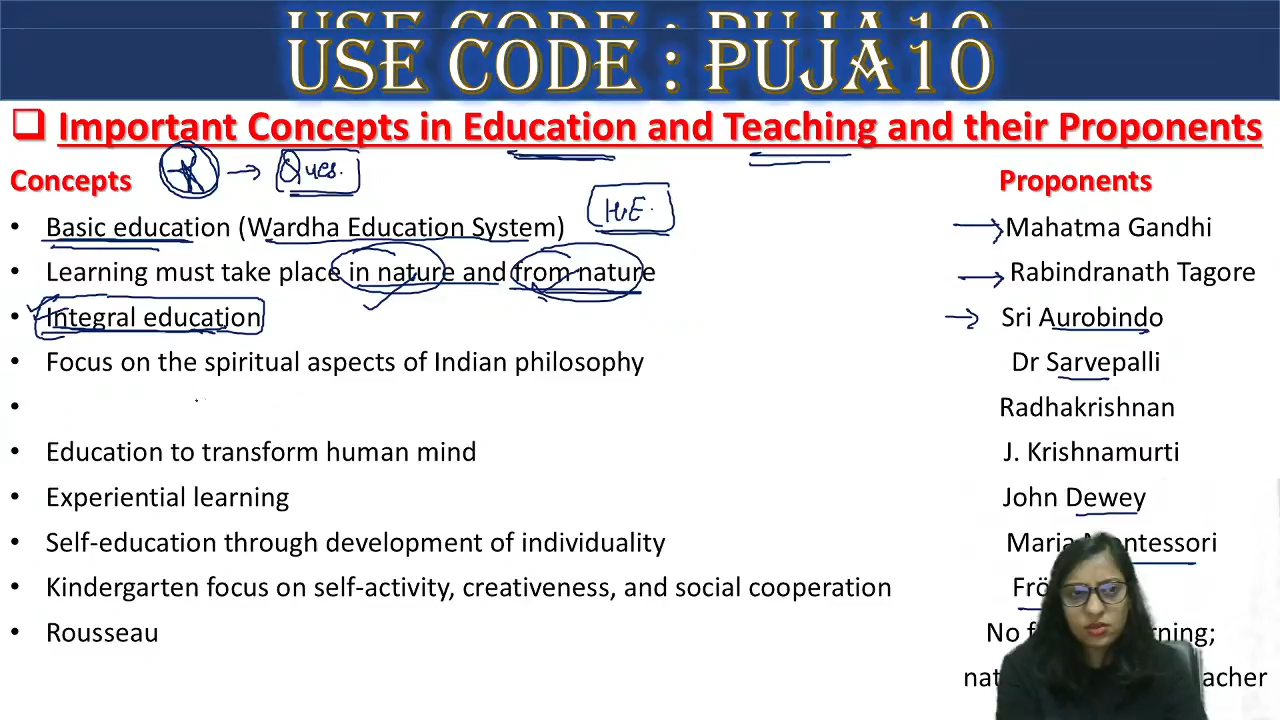 USE CODE : PUJA10
USE CODE : PUJA10
❑ Important Concepts in Education and Teaching and their Proponents
Concepts Ques. Proponents
H.E.
• Basic education (Wardha Education System) Mahatma Gandhi
• Learning must take place in nature and from nature Rabindranath Tagore
• Integral education Sri Aurobindo
• Focus on the spiritual aspects of Indian philosophy Dr Sarvepalli
• Radhakrishnan
• Education to transform human mind J. Krishnamurti
• Experiential learning John Dewey
• Self-education through development of individuality Maria Montessori
• Kindergarten focus on self-activity, creativeness, and social cooperation
• Rousseau No